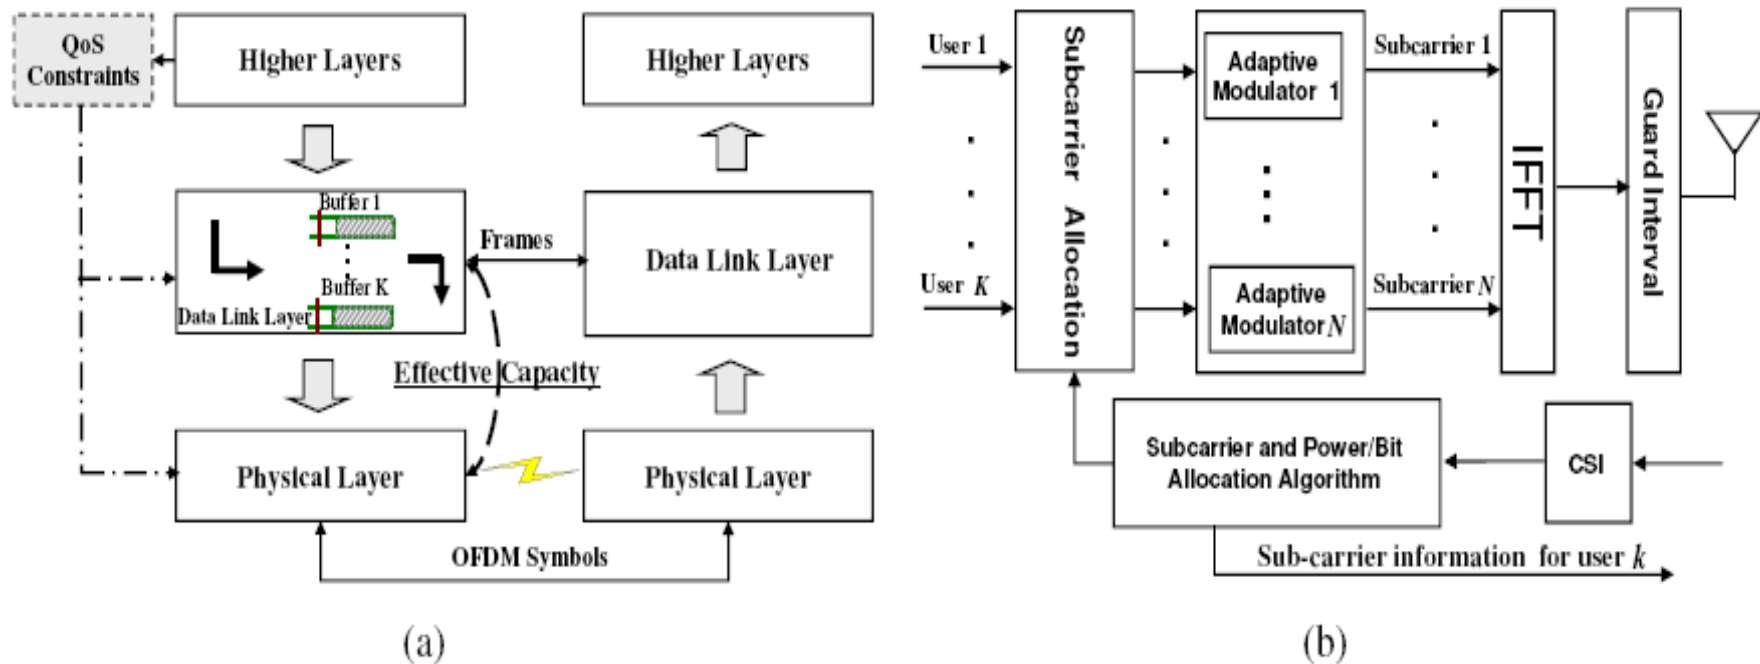 QoS
Constraints
Higher Layers
Higher Layers
Buffer 1
Buffer K
Data Link Layer
Frames
Data Link Layer
Effective Capacity
Physical Layer
Physical Layer
OFDM Symbols
(a)
User 1
User K
Subcarrier Allocation
Adaptive
Modulator 1
Adaptive
Modulator N
Subcarrier 1
Subcarrier N
IFFT
Guard Interval
Subcarrier and Power/Bit
Allocation Algorithm
CSI
Sub-carrier information for user k
(b)